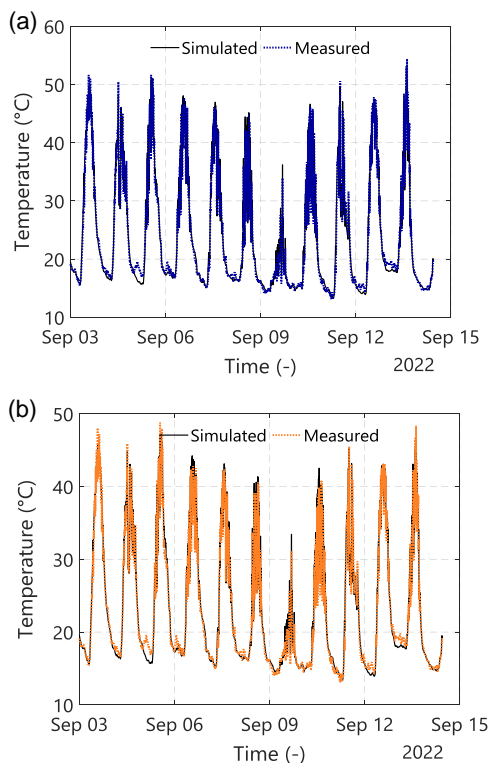 (a)
60
Simulated Measured
50
40
30
20
10
Temperature (°C)
Sep 03 Sep 06 Sep 09 Sep 12 Sep 15
Time (-)
2022
(b)
50
Simulated Measured
40
30
20
10
Temperature (°C)
Sep 03 Sep 06 Sep 09 Sep 12 Sep 15
Time (-)
2022